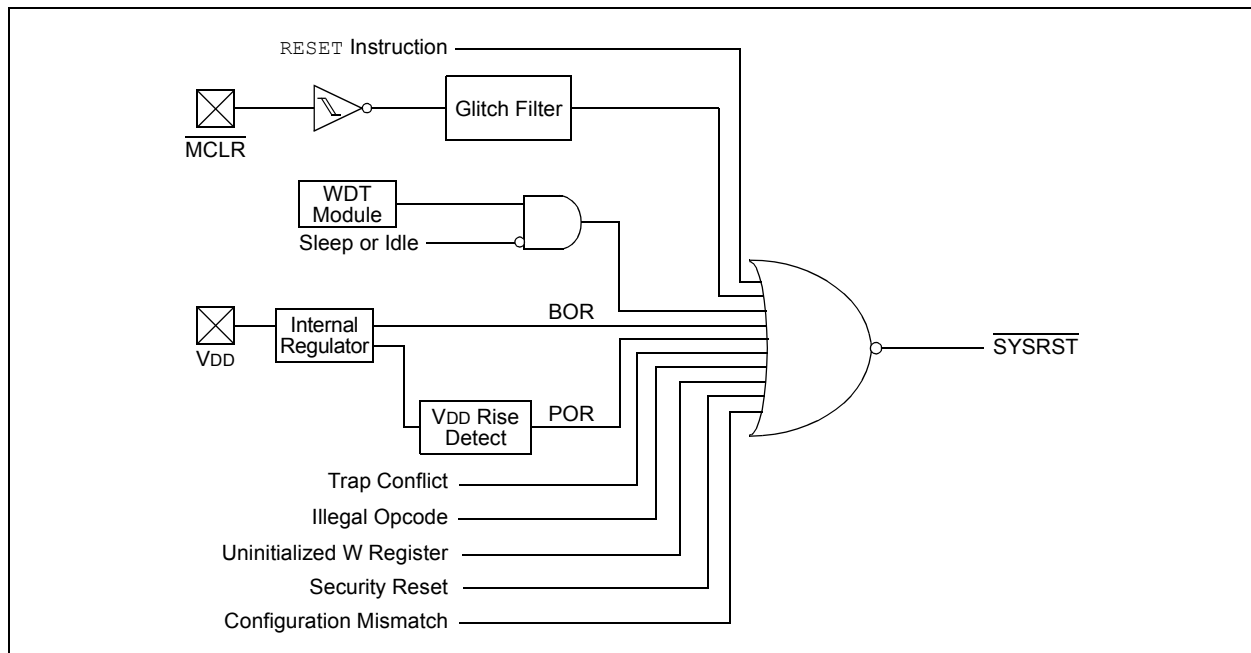 RESET Instruction
Glitch Filter
MCLR
WDT
Module
Sleep or Idle
BOR
Internal
Regulator
VDD
SYSRST
VDD Rise
Detect
POR
Trap Conflict
Illegal Opcode
Uninitialized W Register
Security Reset
Configuration Mismatch